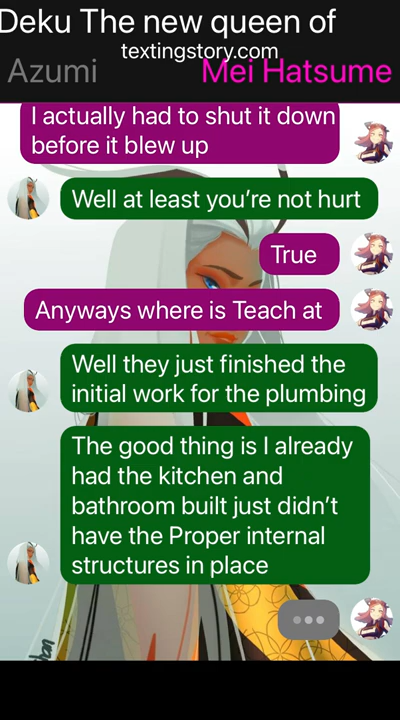 Deku The new queen of
textingstory.com
Azumi
Mei Hatsume
I actually had to shut it down
before it blew up
Well at least you’re not hurt
True
Anyways where is Teach at
Well they just finished the
initial work for the plumbing
The good thing is I already
had the kitchen and
bathroom built just didn’t
have the Proper internal
structures in place